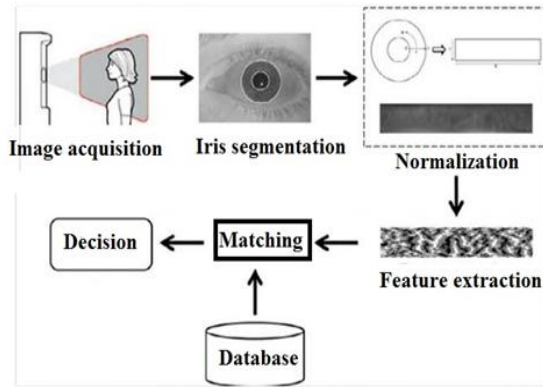 Image acquisition
Iris segmentation
Normalization
Feature extraction
Matching
Decision
Database